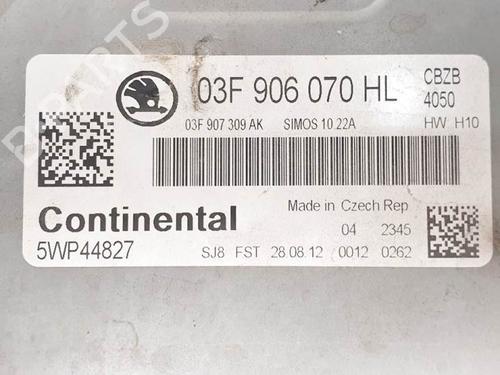 03F 906 070 HL
CBZB
4050
03F 907 309 AK SIMOS 10.22A HW H10
Continental
Made in Czech Rep
04 2345
5WP44827
SJ8 FST 28.08.12 0012 0262